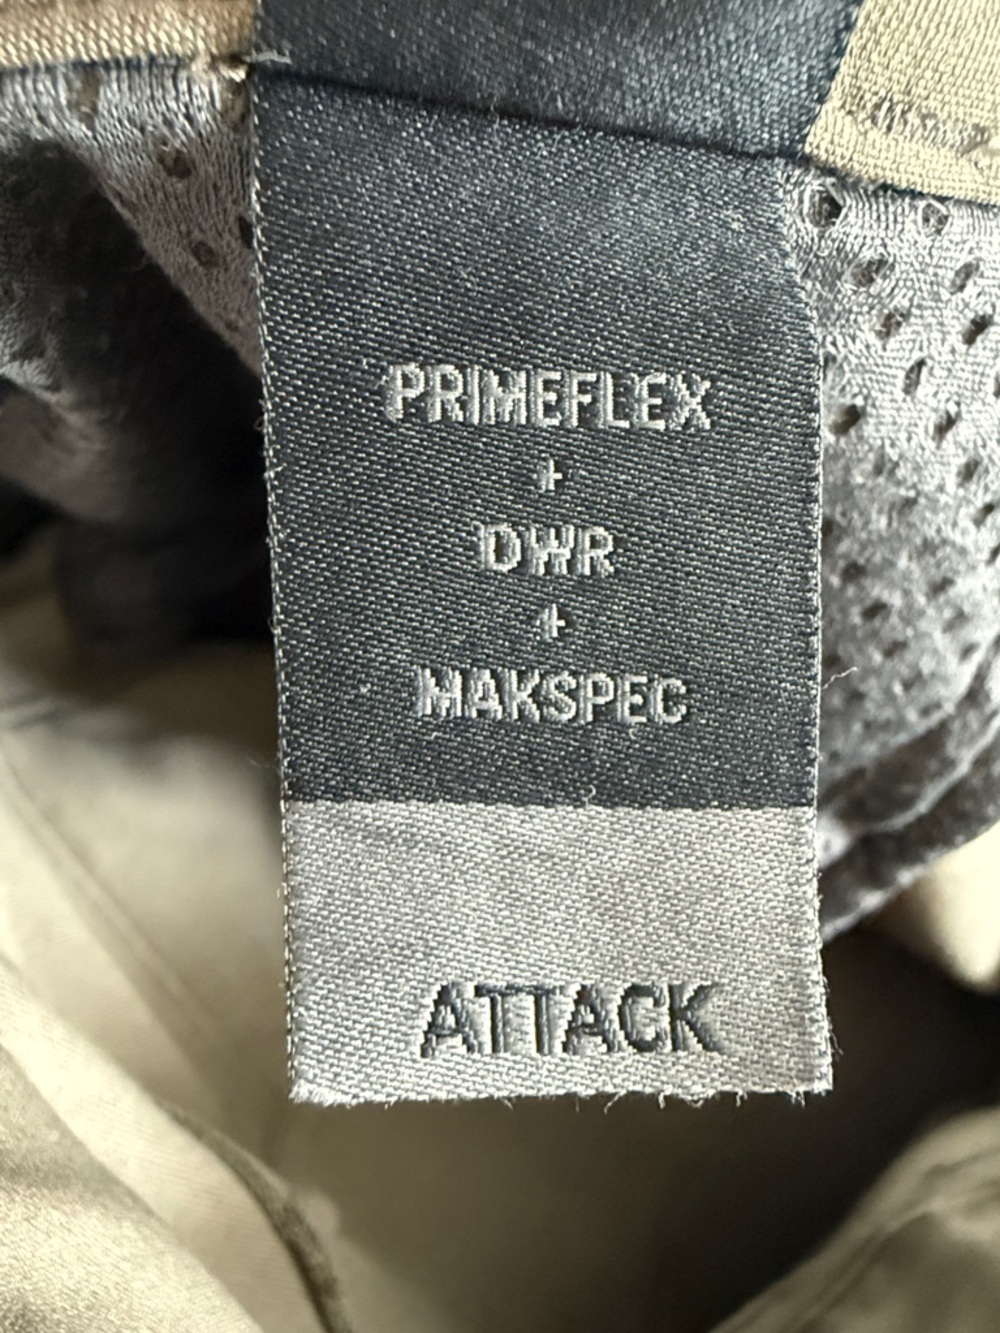 PRIMEFLEX
+
DWR
+
MAKSPEC
ATTACK